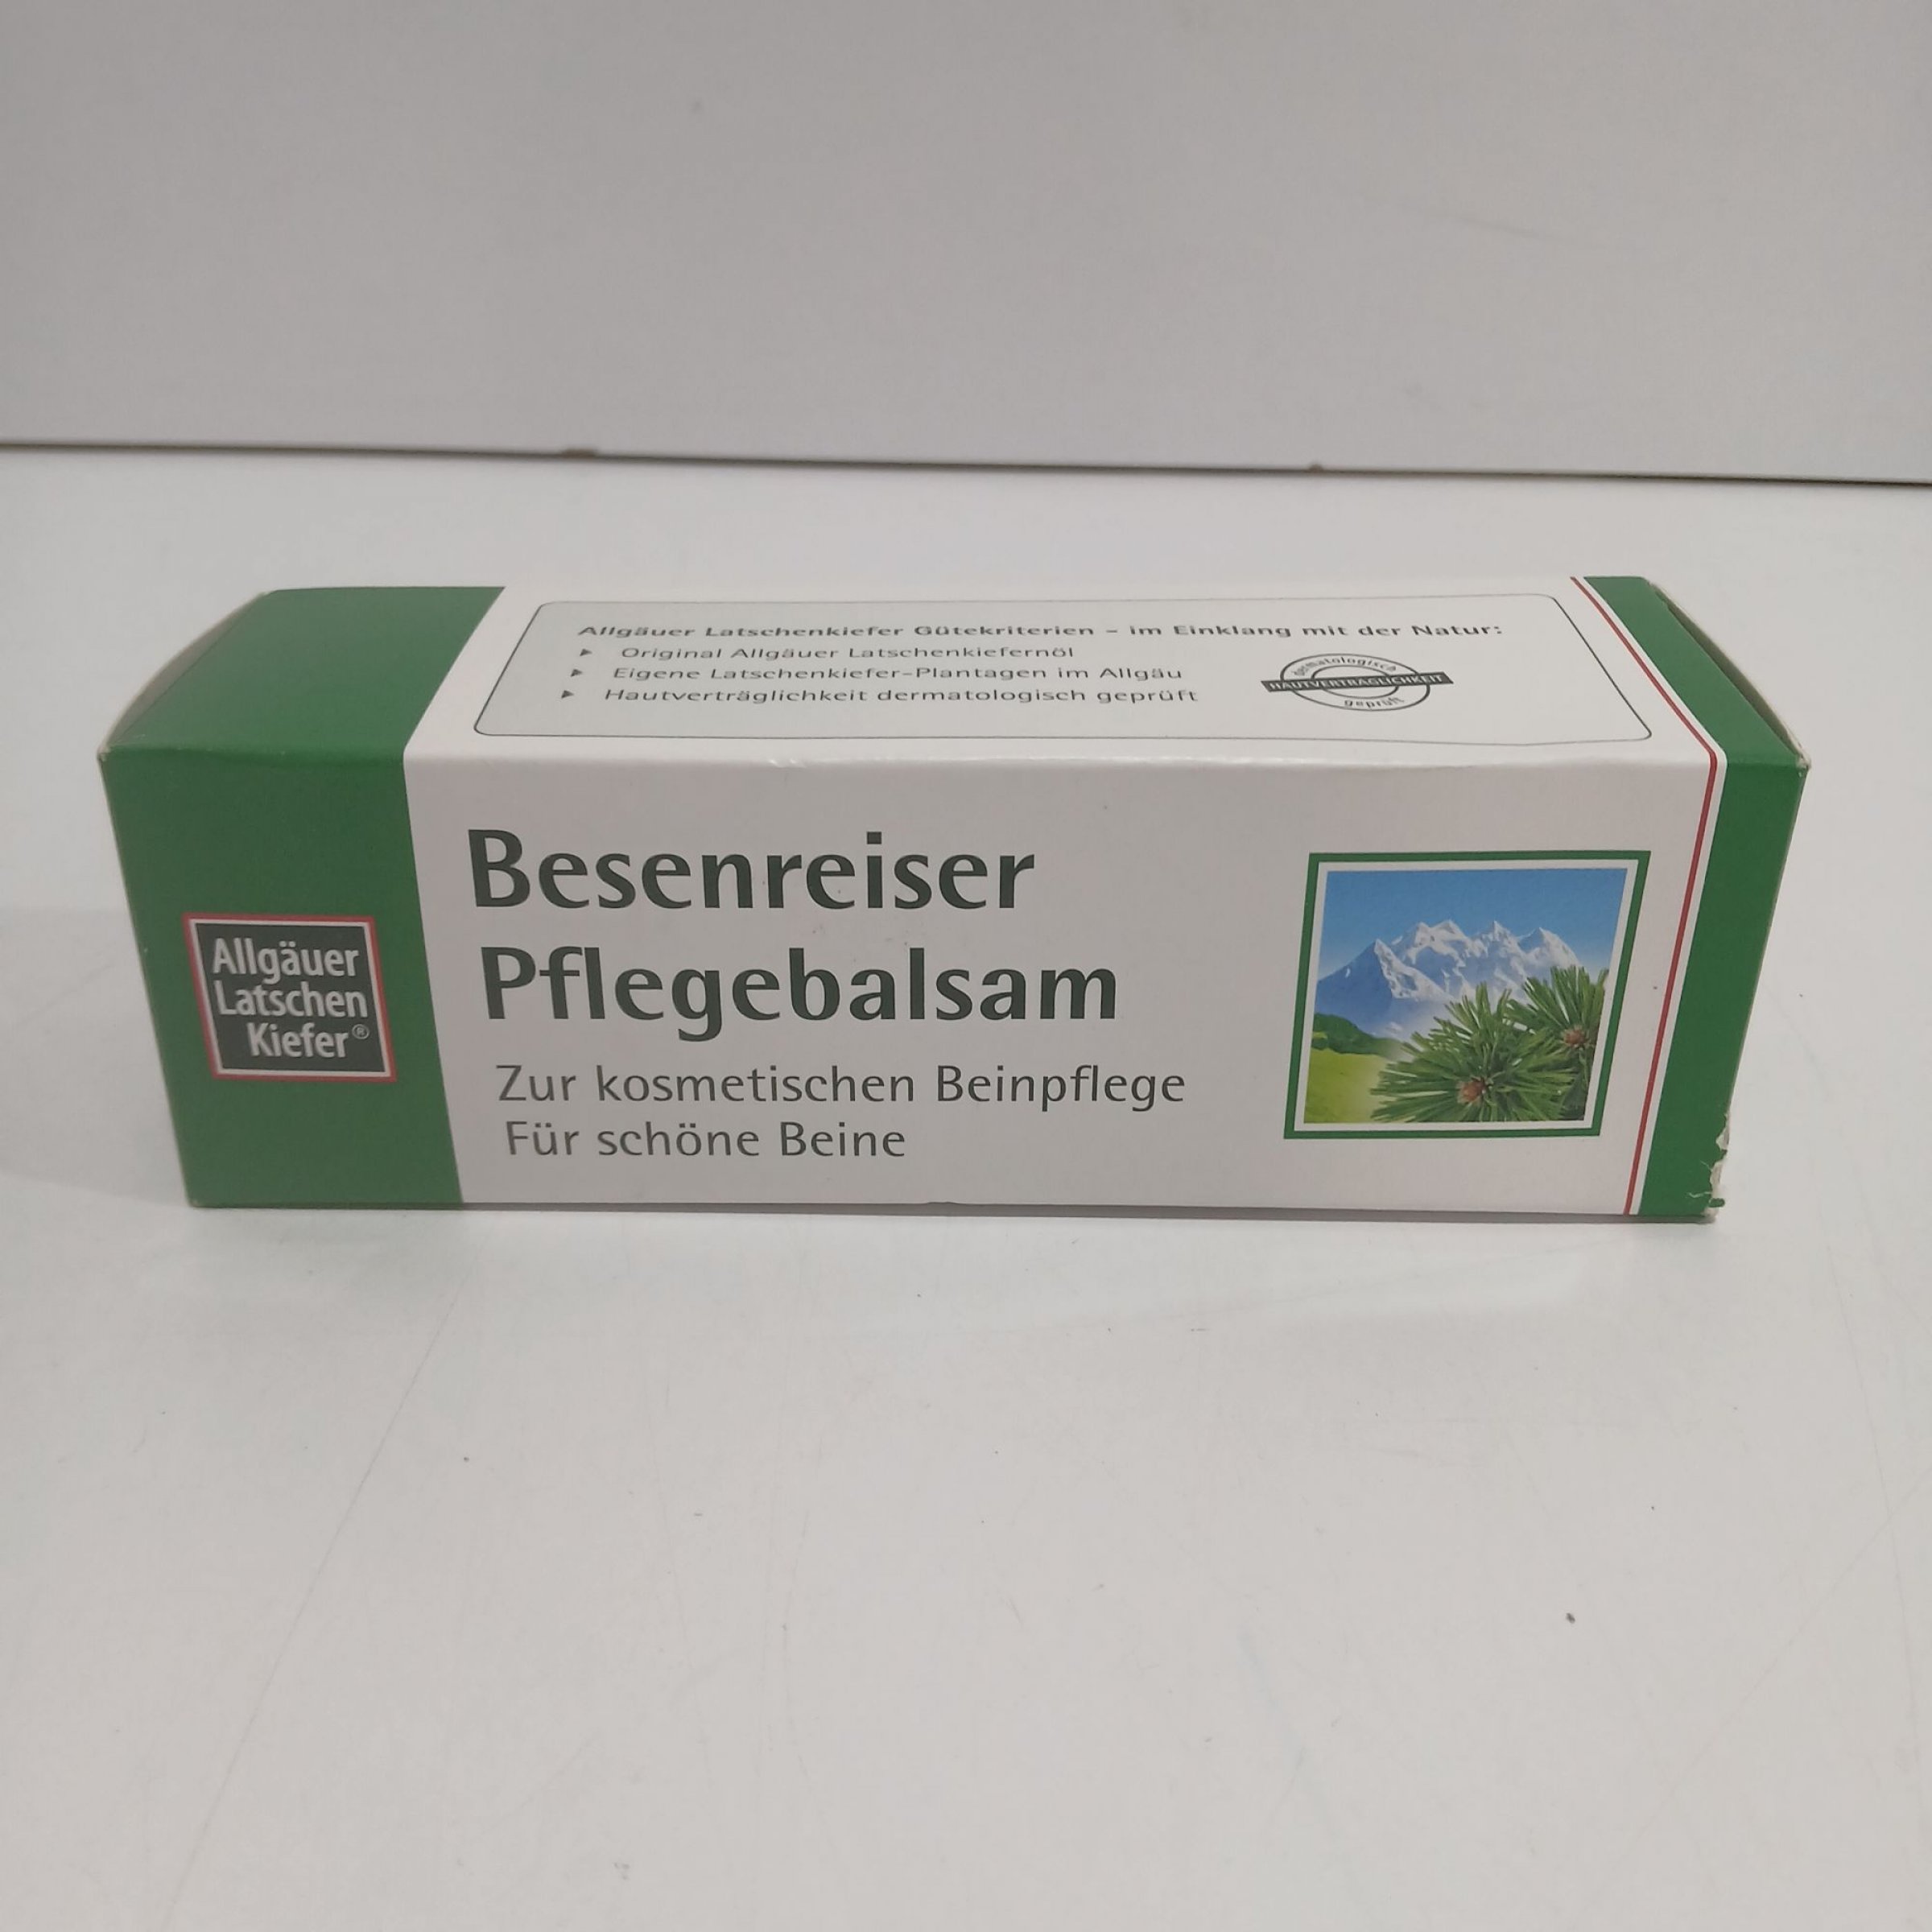 Allgäuer Latschenkiefer Gütekriterien – im Einklang mit der Natur:
► Original Allgäuer Latschenkiefernöl
► Eigene Latschenkiefer-Plantagen im Allgäu
► Hautverträglichkeit dermatologisch geprüft
dermatologisch
HAUTVERTRÄGLICHKEIT
geprüft
Allgäuer
Latschen
Kiefer®
Besenreiser
Pflegebalsam
Zur kosmetischen Beinpflege
Für schöne Beine